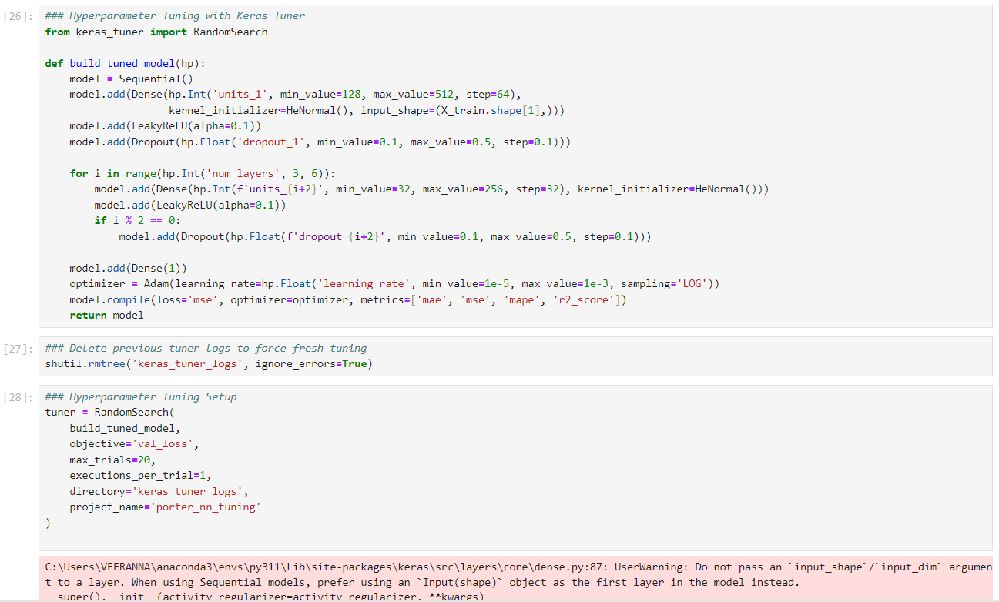 [26]:
### Hyperparameter Tuning with Keras Tuner
from keras_tuner import RandomSearch

def build_tuned_model(hp):
    model = Sequential()
    model.add(Dense(hp.Int('units_1', min_value=128, max_value=512, step=64),
                    kernel_initializer=HeNormal(), input_shape=(X_train.shape[1],)))
    model.add(LeakyReLU(alpha=0.1))
    model.add(Dropout(hp.Float('dropout_1', min_value=0.1, max_value=0.5, step=0.1)))

    for i in range(hp.Int('num_layers', 3, 6)):
        model.add(Dense(hp.Int(f'units_{i+2}', min_value=32, max_value=256, step=32), kernel_initializer=HeNormal()))
        model.add(LeakyReLU(alpha=0.1))
        if i % 2 == 0:
            model.add(Dropout(hp.Float(f'dropout_{i+2}', min_value=0.1, max_value=0.5, step=0.1)))

    model.add(Dense(1))
    optimizer = Adam(learning_rate=hp.Float('learning_rate', min_value=1e-5, max_value=1e-3, sampling='LOG'))
    model.compile(loss='mse', optimizer=optimizer, metrics=['mae', 'mse', 'mape', 'r2_score'])
    return model
[27]:
### Delete previous tuner logs to force fresh tuning
shutil.rmtree('keras_tuner_logs', ignore_errors=True)
[28]:
### Hyperparameter Tuning Setup
tuner = RandomSearch(
    build_tuned_model,
    objective='val_loss',
    max_trials=20,
    executions_per_trial=1,
    directory='keras_tuner_logs',
    project_name='porter_nn_tuning'
)
C:\Users\VEERANNA\anaconda3\envs\py311\Lib\site-packages\keras\src\layers\core\dense.py:87: UserWarning: Do not pass an `input_shape`/`input_dim` argumen
t to a layer. When using Sequential models, prefer using an `Input(shape)` object as the first layer in the model instead.
  super().__init__(activity_regularizer=activity_regularizer, **kwargs)